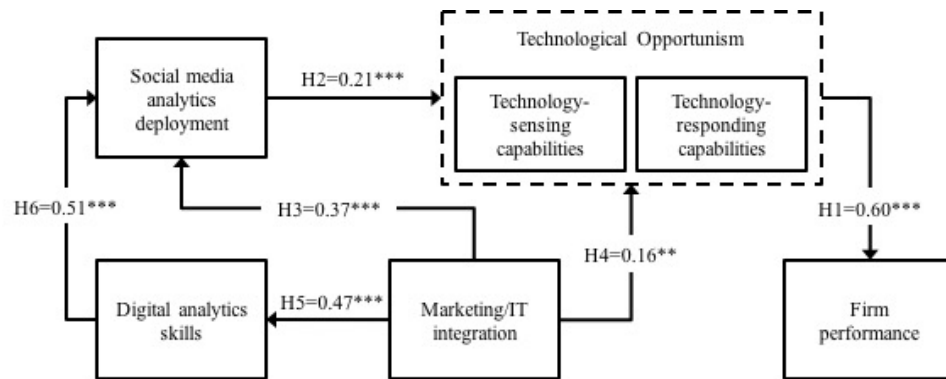 Technological Opportunism
Social media
analytics
deployment
H2=0.21***
Technology-
sensing
capabilities
Technology-
responding
capabilities
H6=0.51***
H3=0.37***
H4=0.16**
H1=0.60***
Digital analytics
skills
H5=0.47***
Marketing/IT
integration
Firm
performance